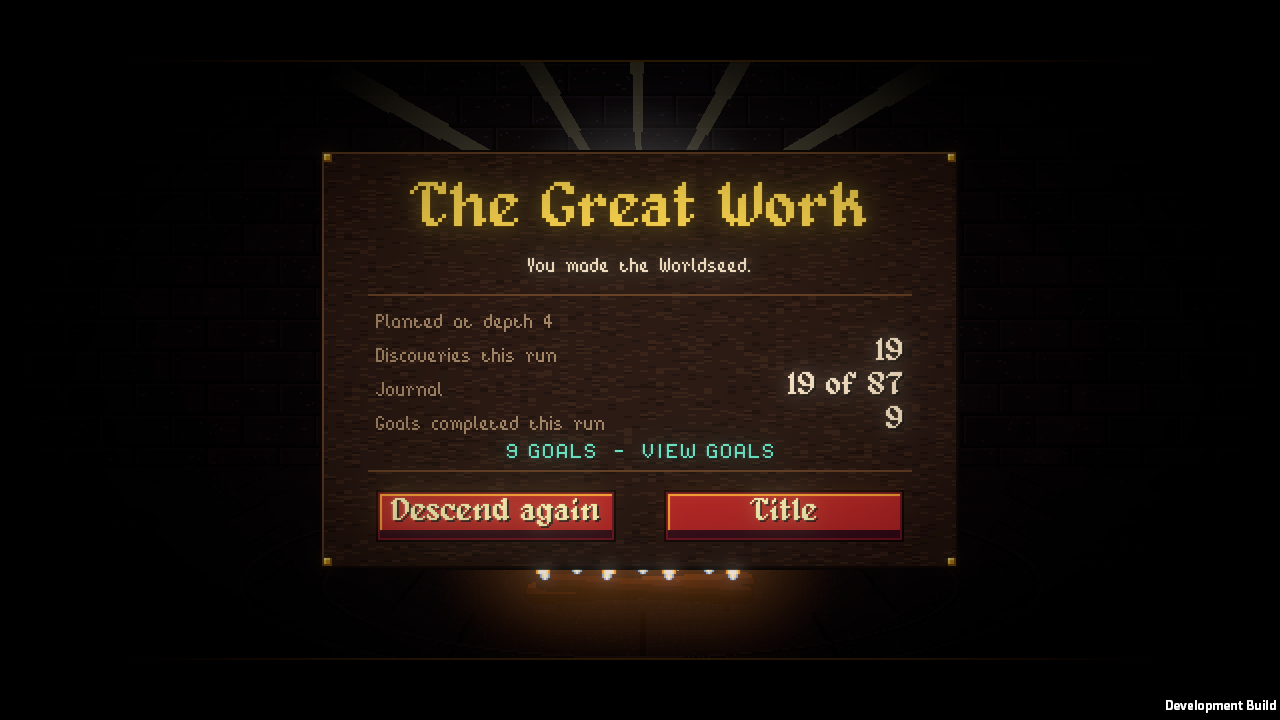 The Great Work
You made the Worldseed.
Planted at depth 4
Discoveries this run 19
Journal 19 of 87
Goals completed this run 9
9 GOALS - VIEW GOALS
Descend again
Title
Development Build